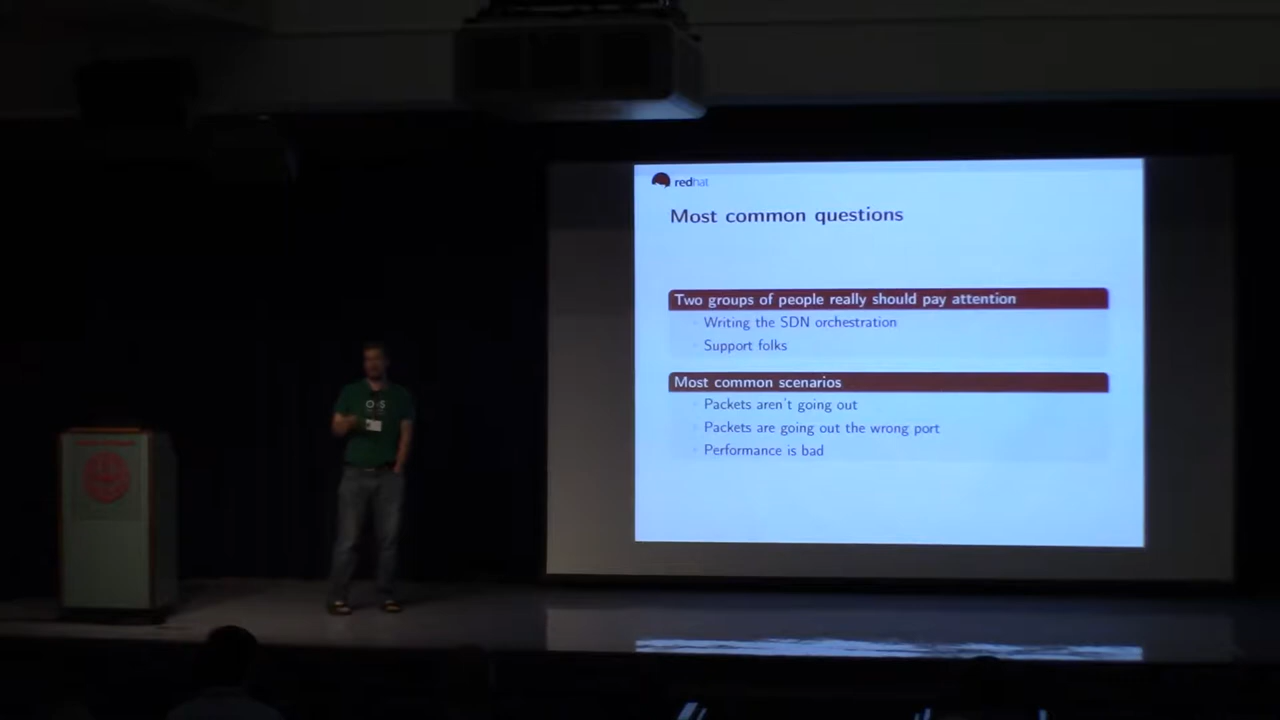 redhat
Most common questions
Two groups of people really should pay attention
Writing the SDN orchestration
Support folks
Most common scenarios
Packets aren't going out
Packets are going out the wrong port
Performance is bad